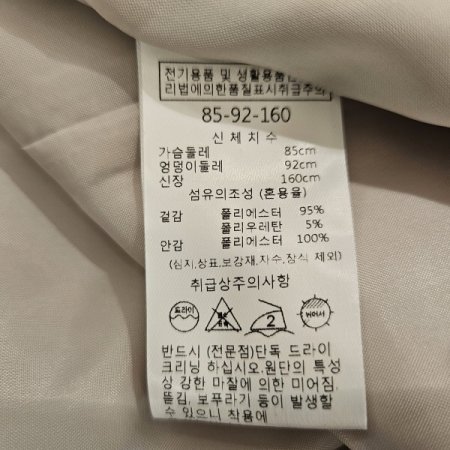 전기용품 및 생활용품안
리법에의한품질표시취급주의
85-92-160
신체치수
가슴둘레 85cm
엉덩이둘레 92cm
신장 160cm
섬유의조성 (혼용율)
겉감 폴리에스터 95%
폴리우레탄 5%
안감 폴리에스터 100%
(심지,상표,보강재,자수,장식 제외)
취급상주의사항
드라이 2 뉘어서
반드시 (전문점)단독 드라이
크리닝 하십시오.원단의 특성
상 강한 마찰에 의한 미어짐,
뜯김, 보푸라기 등이 발생할
수 있으니 착용에